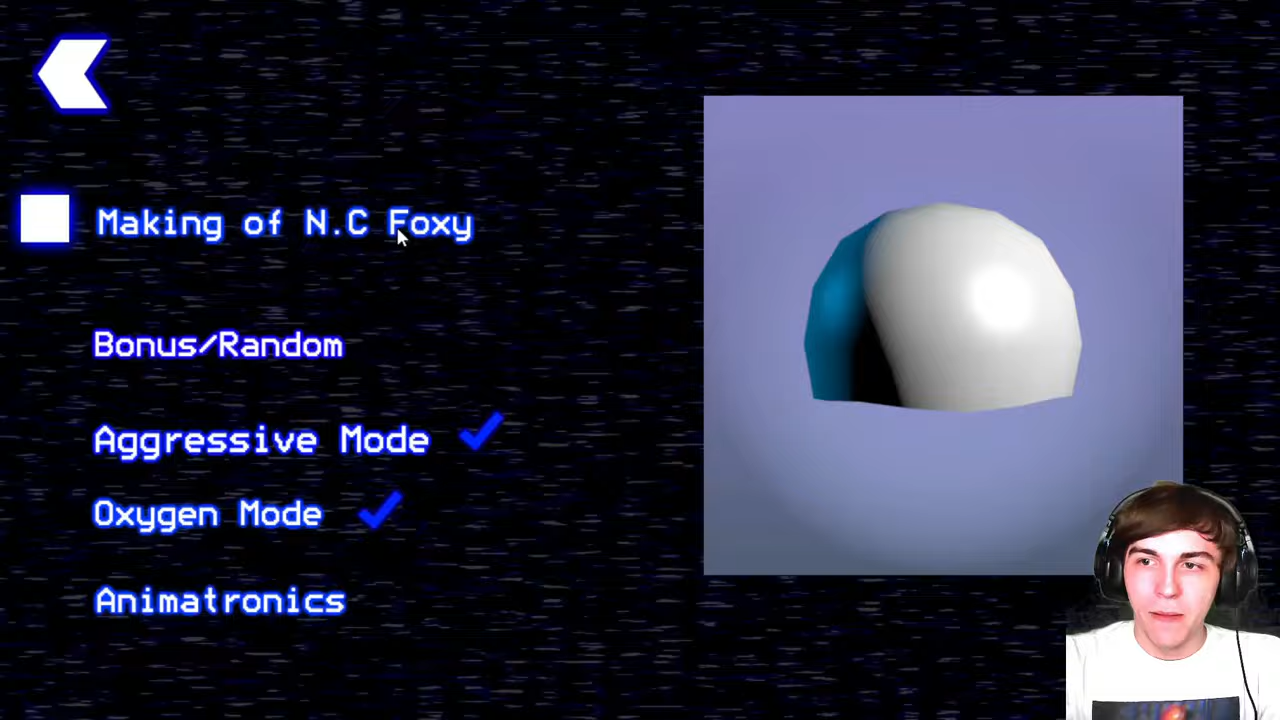 Making of N.C Foxy
Bonus/Random
Aggressive Mode
Oxygen Mode
Animatronics